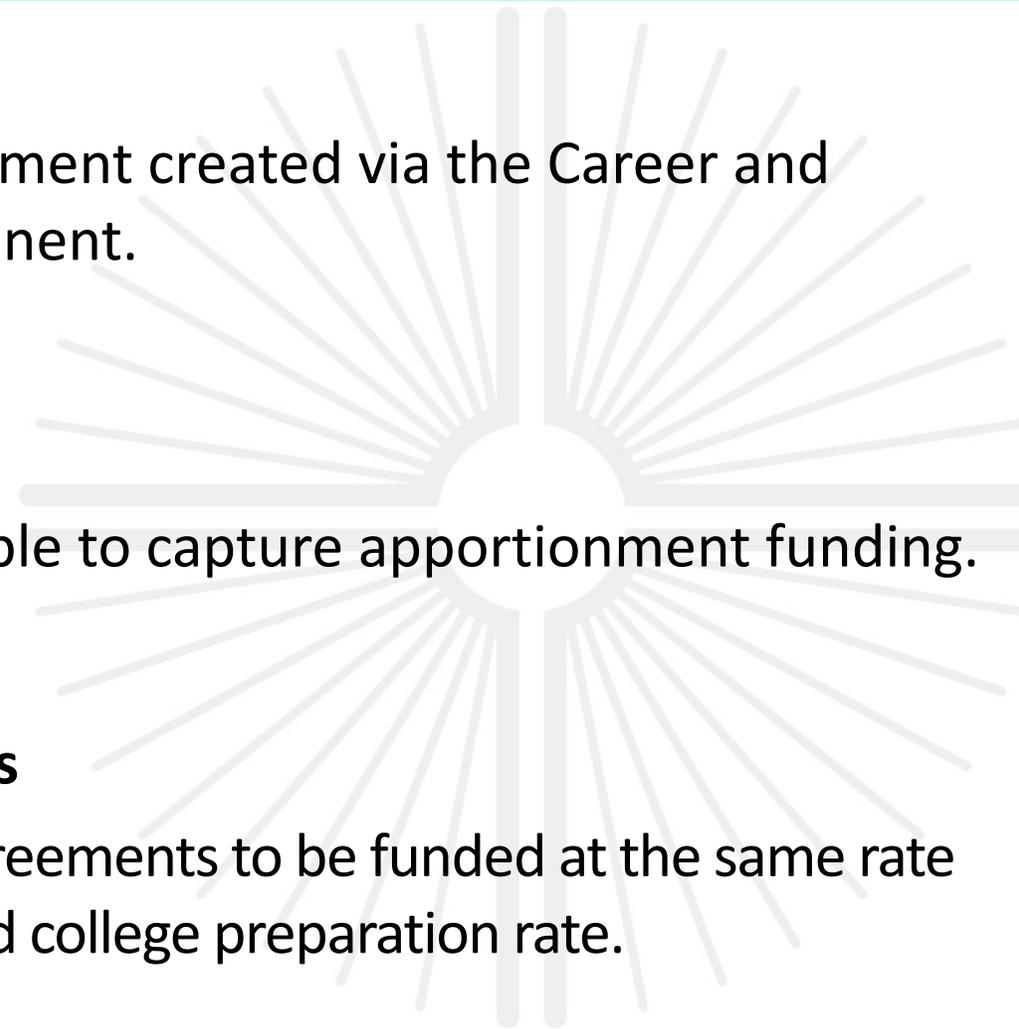 ment created via the Career and
nent.
ble to capture apportionment funding.
s
reements to be funded at the same rate
d college preparation rate.